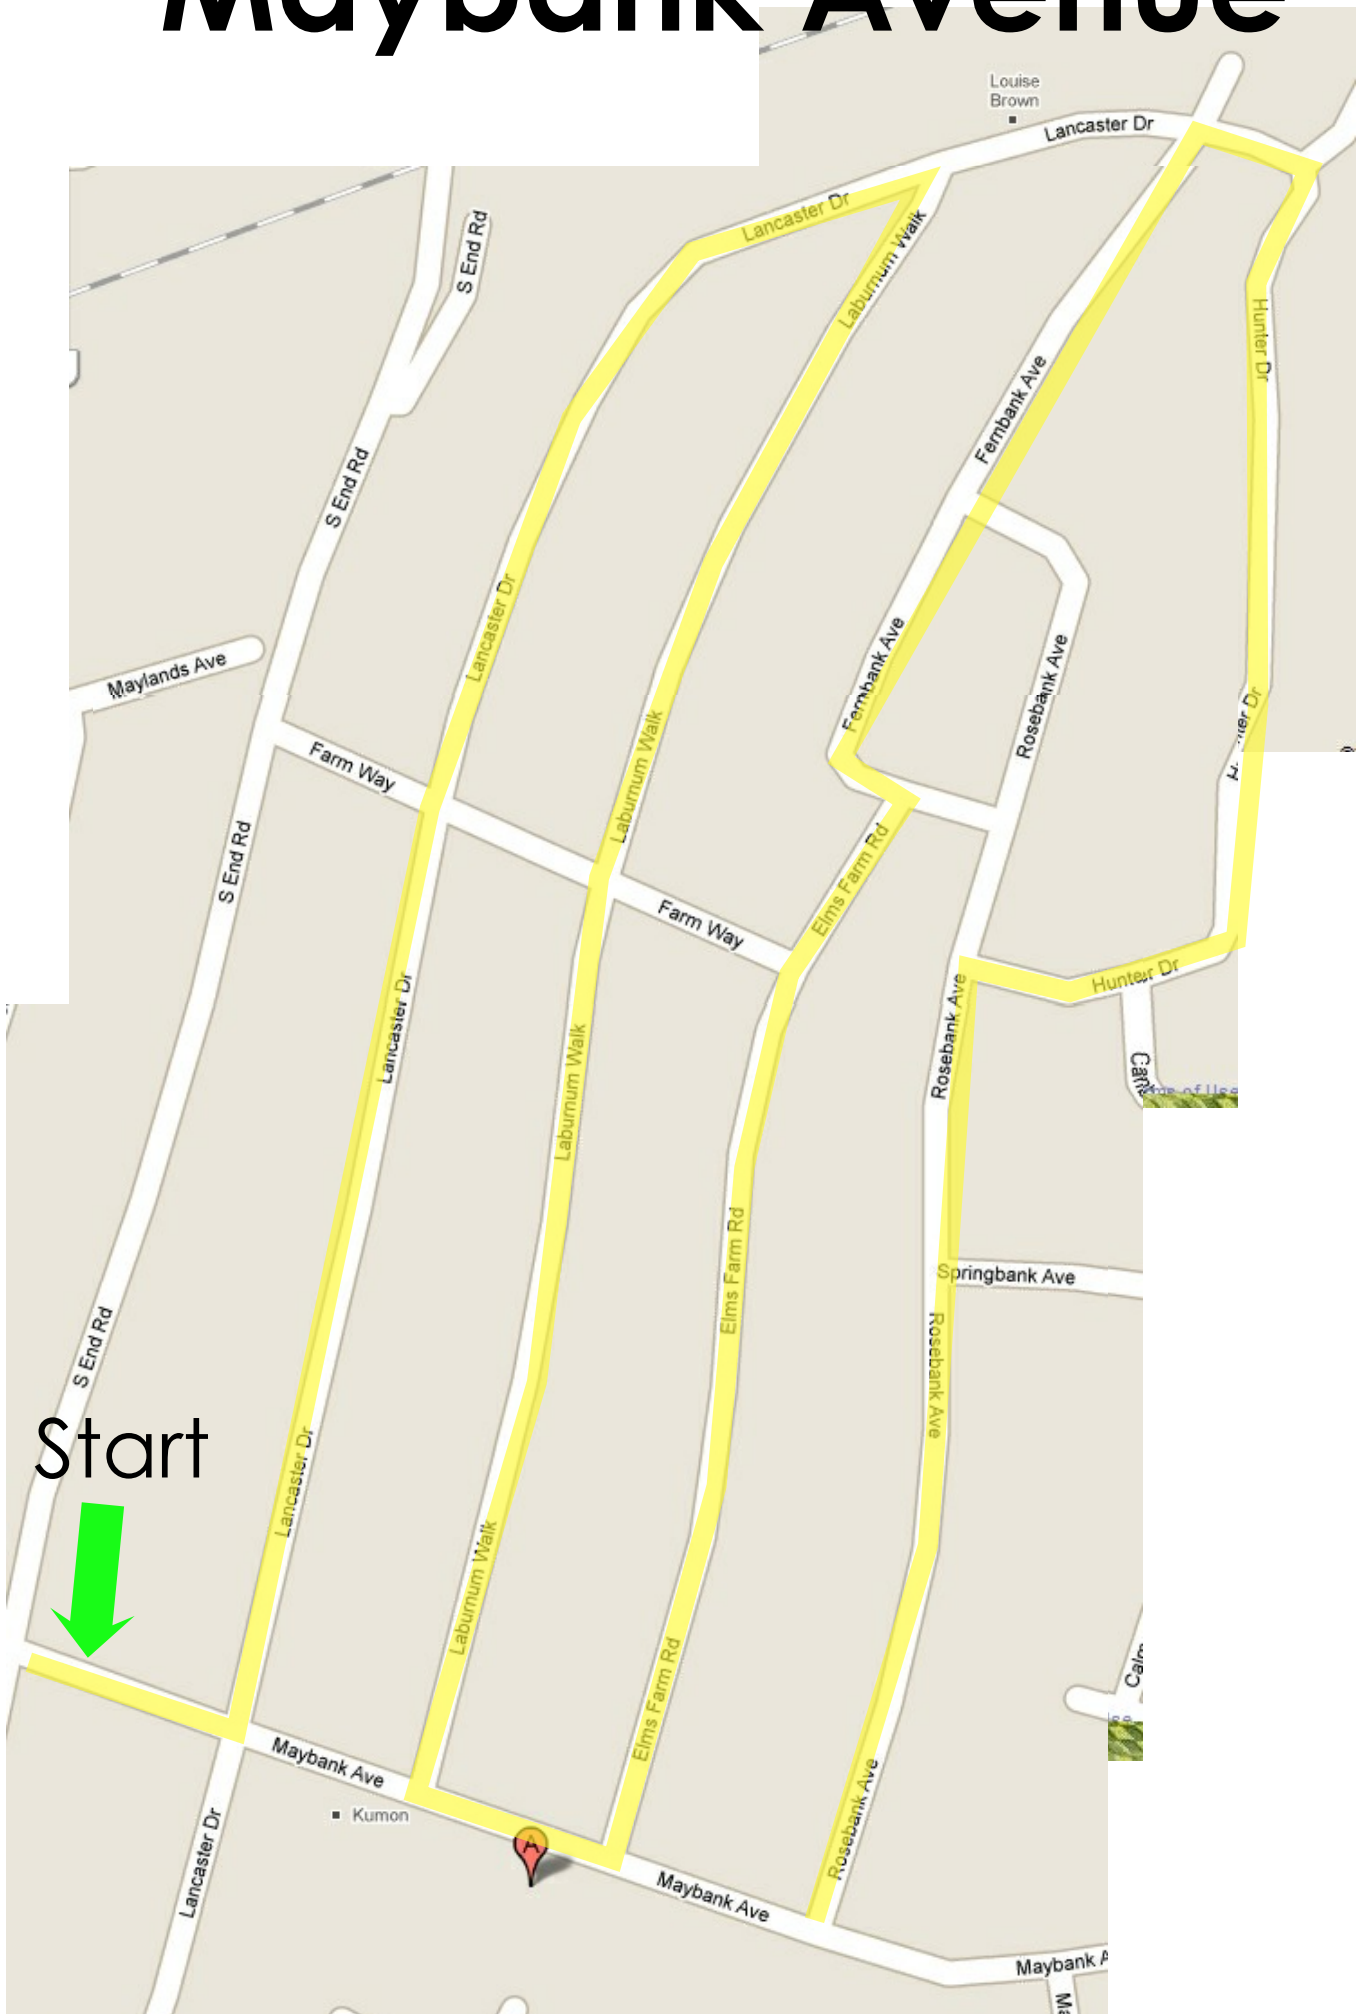 Maybank Avenue
Louise
Brown
Lancaster Dr
Lancaster Dr
S End Rd
Laburnum Walk
Hunter Dr
Fernbank Ave
S End Rd
Lancaster Dr
Maylands Ave
Fernbank Ave
Rosebank Ave
Hunter Dr
Laburnum Walk
Farm Way
S End Rd
Elms Farm Rd
Farm Way
Hunter Dr
Lancaster Dr
Rosebank Ave
Laburnum Walk
Elms Farm Rd
Springbank Ave
S End Rd
Rosebank Ave
Start
Lancaster Dr
Laburnum Walk
Elms Farm Rd
Maybank Ave
Kumon
A
Rosebank Ave
Lancaster Dr
Maybank Ave
Maybank A